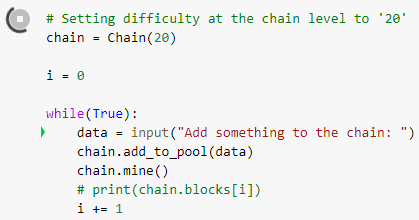 # Setting difficulty at the chain level to '20'
chain = Chain(20)
i = 0
while(True):
    data = input("Add something to the chain: ")
    chain.add_to_pool(data)
    chain.mine()
    # print(chain.blocks[i])
    i += 1